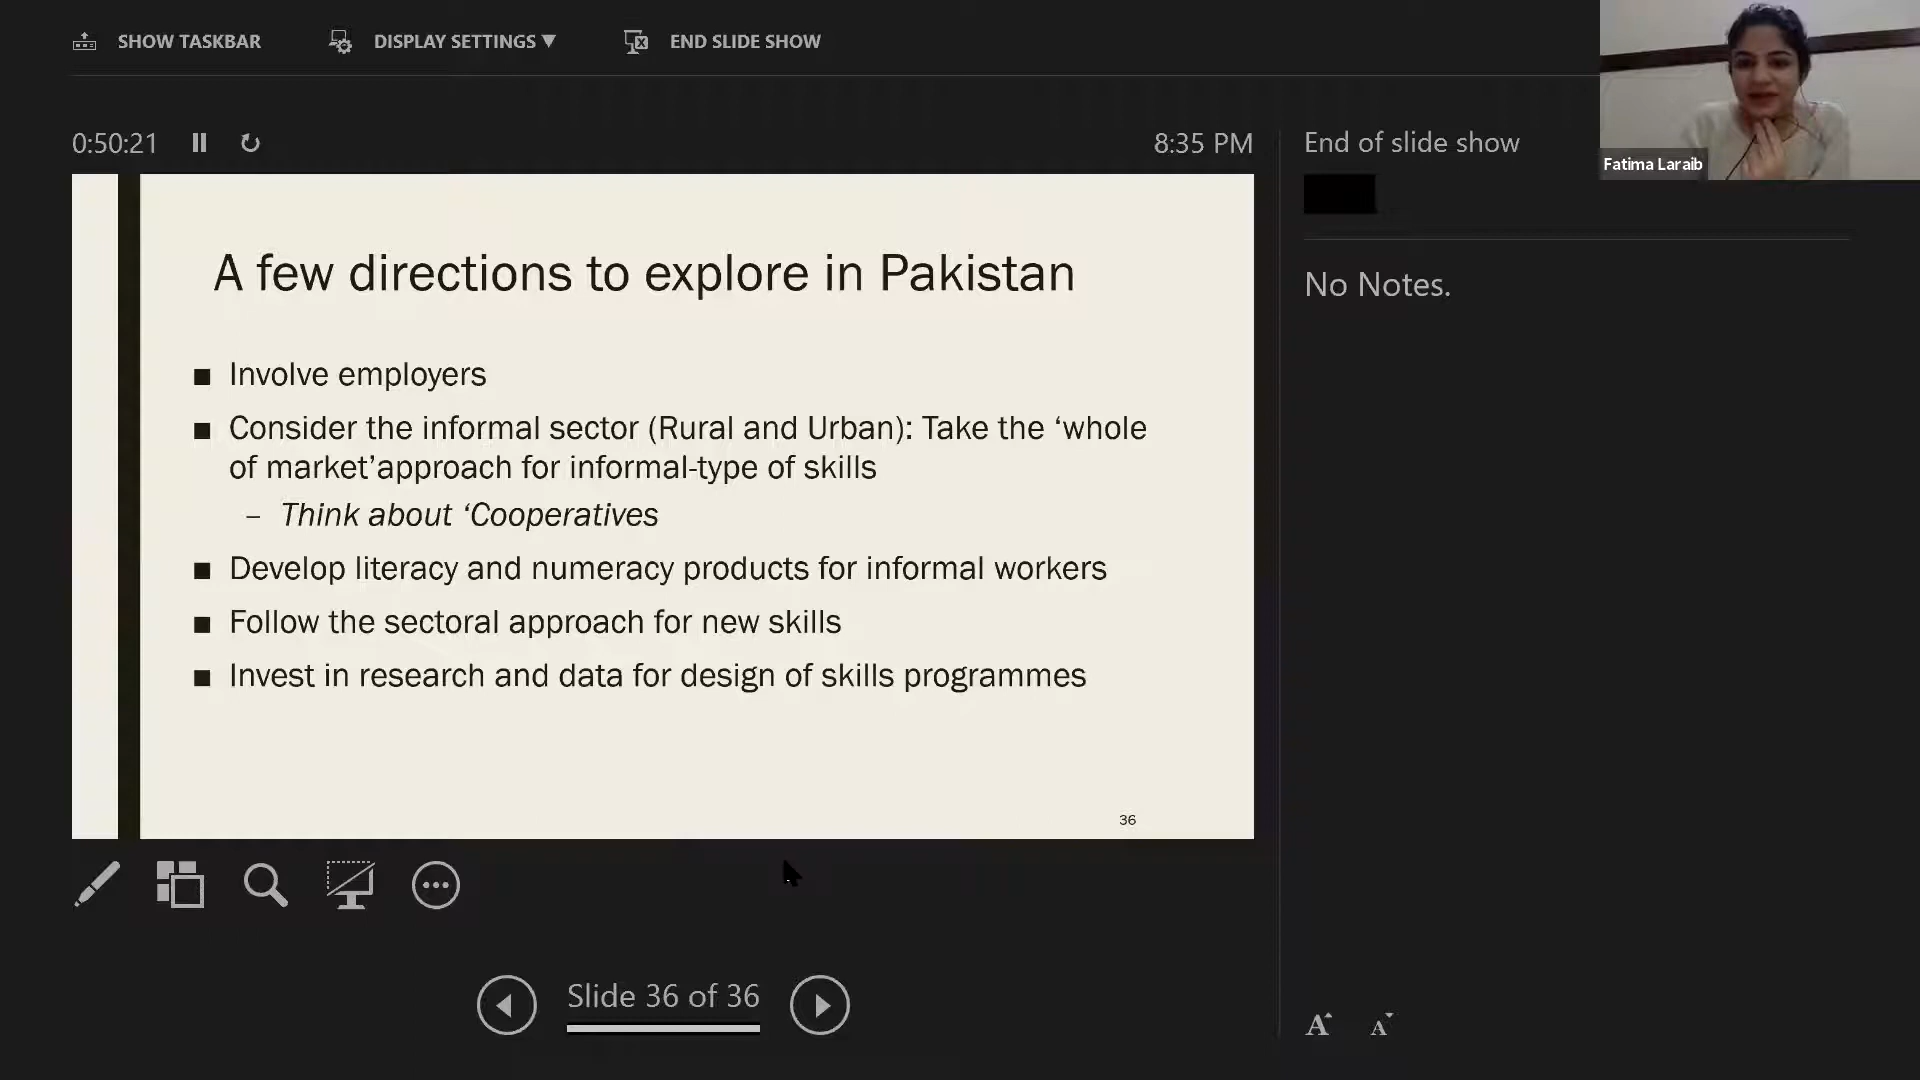 SHOW TASKBAR
DISPLAY SETTINGS ▼
END SLIDE SHOW
0:50:21
8:35 PM
End of slide show
Fatima Laraib
A few directions to explore in Pakistan
■ Involve employers
■ Consider the informal sector (Rural and Urban): Take the ‘whole
of market’approach for informal-type of skills
– Think about ‘Cooperatives
■ Develop literacy and numeracy products for informal workers
■ Follow the sectoral approach for new skills
■ Invest in research and data for design of skills programmes
36
No Notes.
Slide 36 of 36
A A